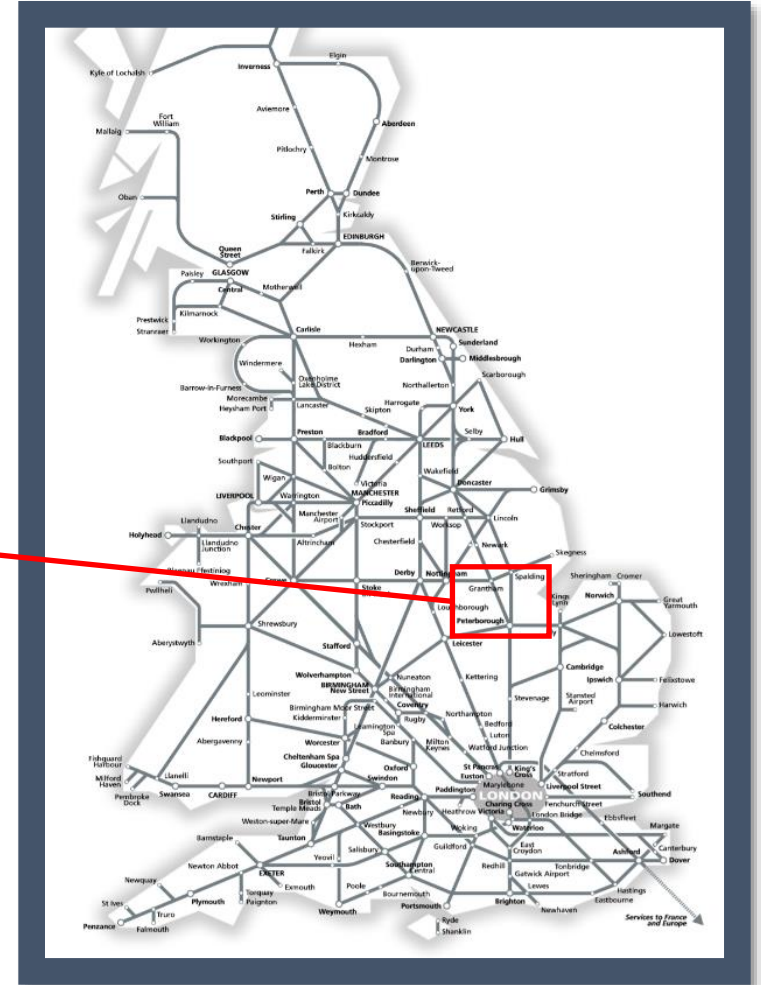 Elgin
Inverness
Kyle of Lochalsh
Aviemore
Fort
William
Mallaig
Aberdeen
Pitlochry
Montrose
Perth
Dundee
Oban
Stirling
Kirkcaldy
EDINBURGH
Queen
Street
Falkirk
Berwick-
upon-Tweed
Paisley
GLASGOW
Central
Motherwell
Prestwick
Kilmarnock
Stranraer
Carlisle
NEWCASTLE
Workington
Hexham
Durham
Sunderland
Darlington
Middlesbrough
Windermere
Scarborough
Oxenholme
Lake District
Barrow-in-Furness
Northallerton
Morecambe
Lancaster
Harrogate
York
Heysham Port
Skipton
Preston
Bradford
Selby
Blackpool
LEEDS
Hull
Blackburn
Huddersfield
Southport
Bolton
Wakefield
Wigan
Victoria
Doncaster
MANCHESTER
Piccadilly
Grimsby
LIVERPOOL
Warrington
Sheffield
Retford
Manchester
Airport
Lincoln
Llandudno
Chester
Stockport
Worksop
Holyhead
Altrincham
Chesterfield
Llandudno
Junction
Newark
Skegness
Derby
Nottingham
Spalding
Sheringham
Cromer
Wrexham
Stoke
Grantham
Pwllheli
Norwich
Great
Yarmouth
Loughborough
Peterborough
Shrewsbury
Lowestoft
Aberystwyth
Stafford
Leicester
Cambridge
Wolverhampton
Nuneaton
Kettering
Ipswich
Felixstowe
BIRMINGHAM
New Street
Birmingham
International
Leominster
Coventry
Stevenage
Stansted
Airport
Harwich
Birmingham Moor Street
Northampton
Hereford
Kidderminster
Rugby
Bedford
Colchester
Leamington
Spa
Abergavenny
Worcester
Banbury
Milton
Keynes
Luton
Watford Junction
Chelmsford
Cheltenham Spa
Fishguard
Harbour
Gloucester
Oxford
St Pancras
King's
Cross
Euston
Stratford
Llanelli
Milford
Haven
Newport
Swindon
Marylebone
Liverpool Street
Pembroke
Dock
Swansea
CARDIFF
Bristol Parkway
Reading
Paddington
LONDON
Southend
Bristol
Temple Meads
Bath
Charing Cross
Fenchurch Street
Newbury
Heathrow
Victoria
London Bridge
Ebbsfleet
Weston-super-Mare
Westbury
Waterloo
Margate
Barnstaple
Taunton
Basingstoke
Woking
Salisbury
Guildford
East
Croydon
Canterbury
Yeovil
Ashford
Newton Abbot
Southampton
Central
Redhill
Tonbridge
Dover
EXETER
Gatwick Airport
Newquay
Exmouth
Poole
Lewes
Hastings
Torquay
Paignton
Bournemouth
Eastbourne
St Ives
Plymouth
Portsmouth
Brighton
Newhaven
Weymouth
Truro
Ryde
Services to France
and Europe
Penzance
Falmouth
Shanklin